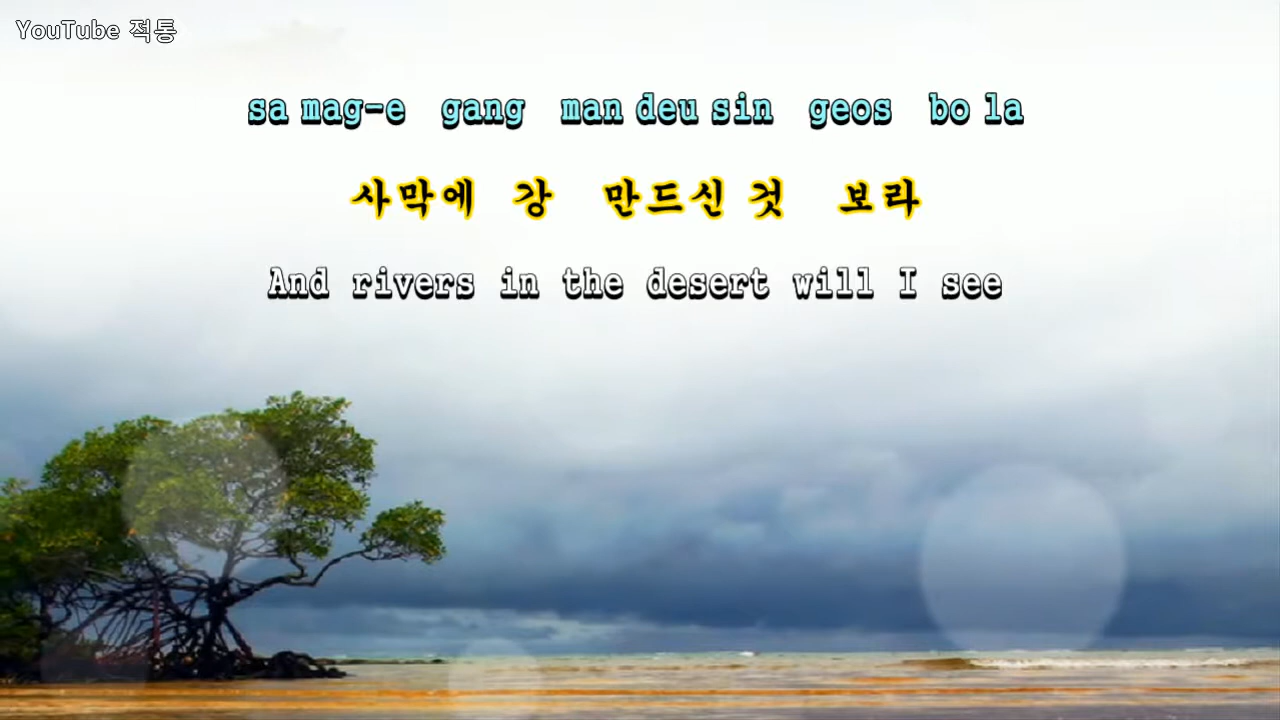 YouTube 적통
sa mag-e gang man deu sin geos bo la
사막에 강 만드신 것 보라
And rivers in the desert will I see